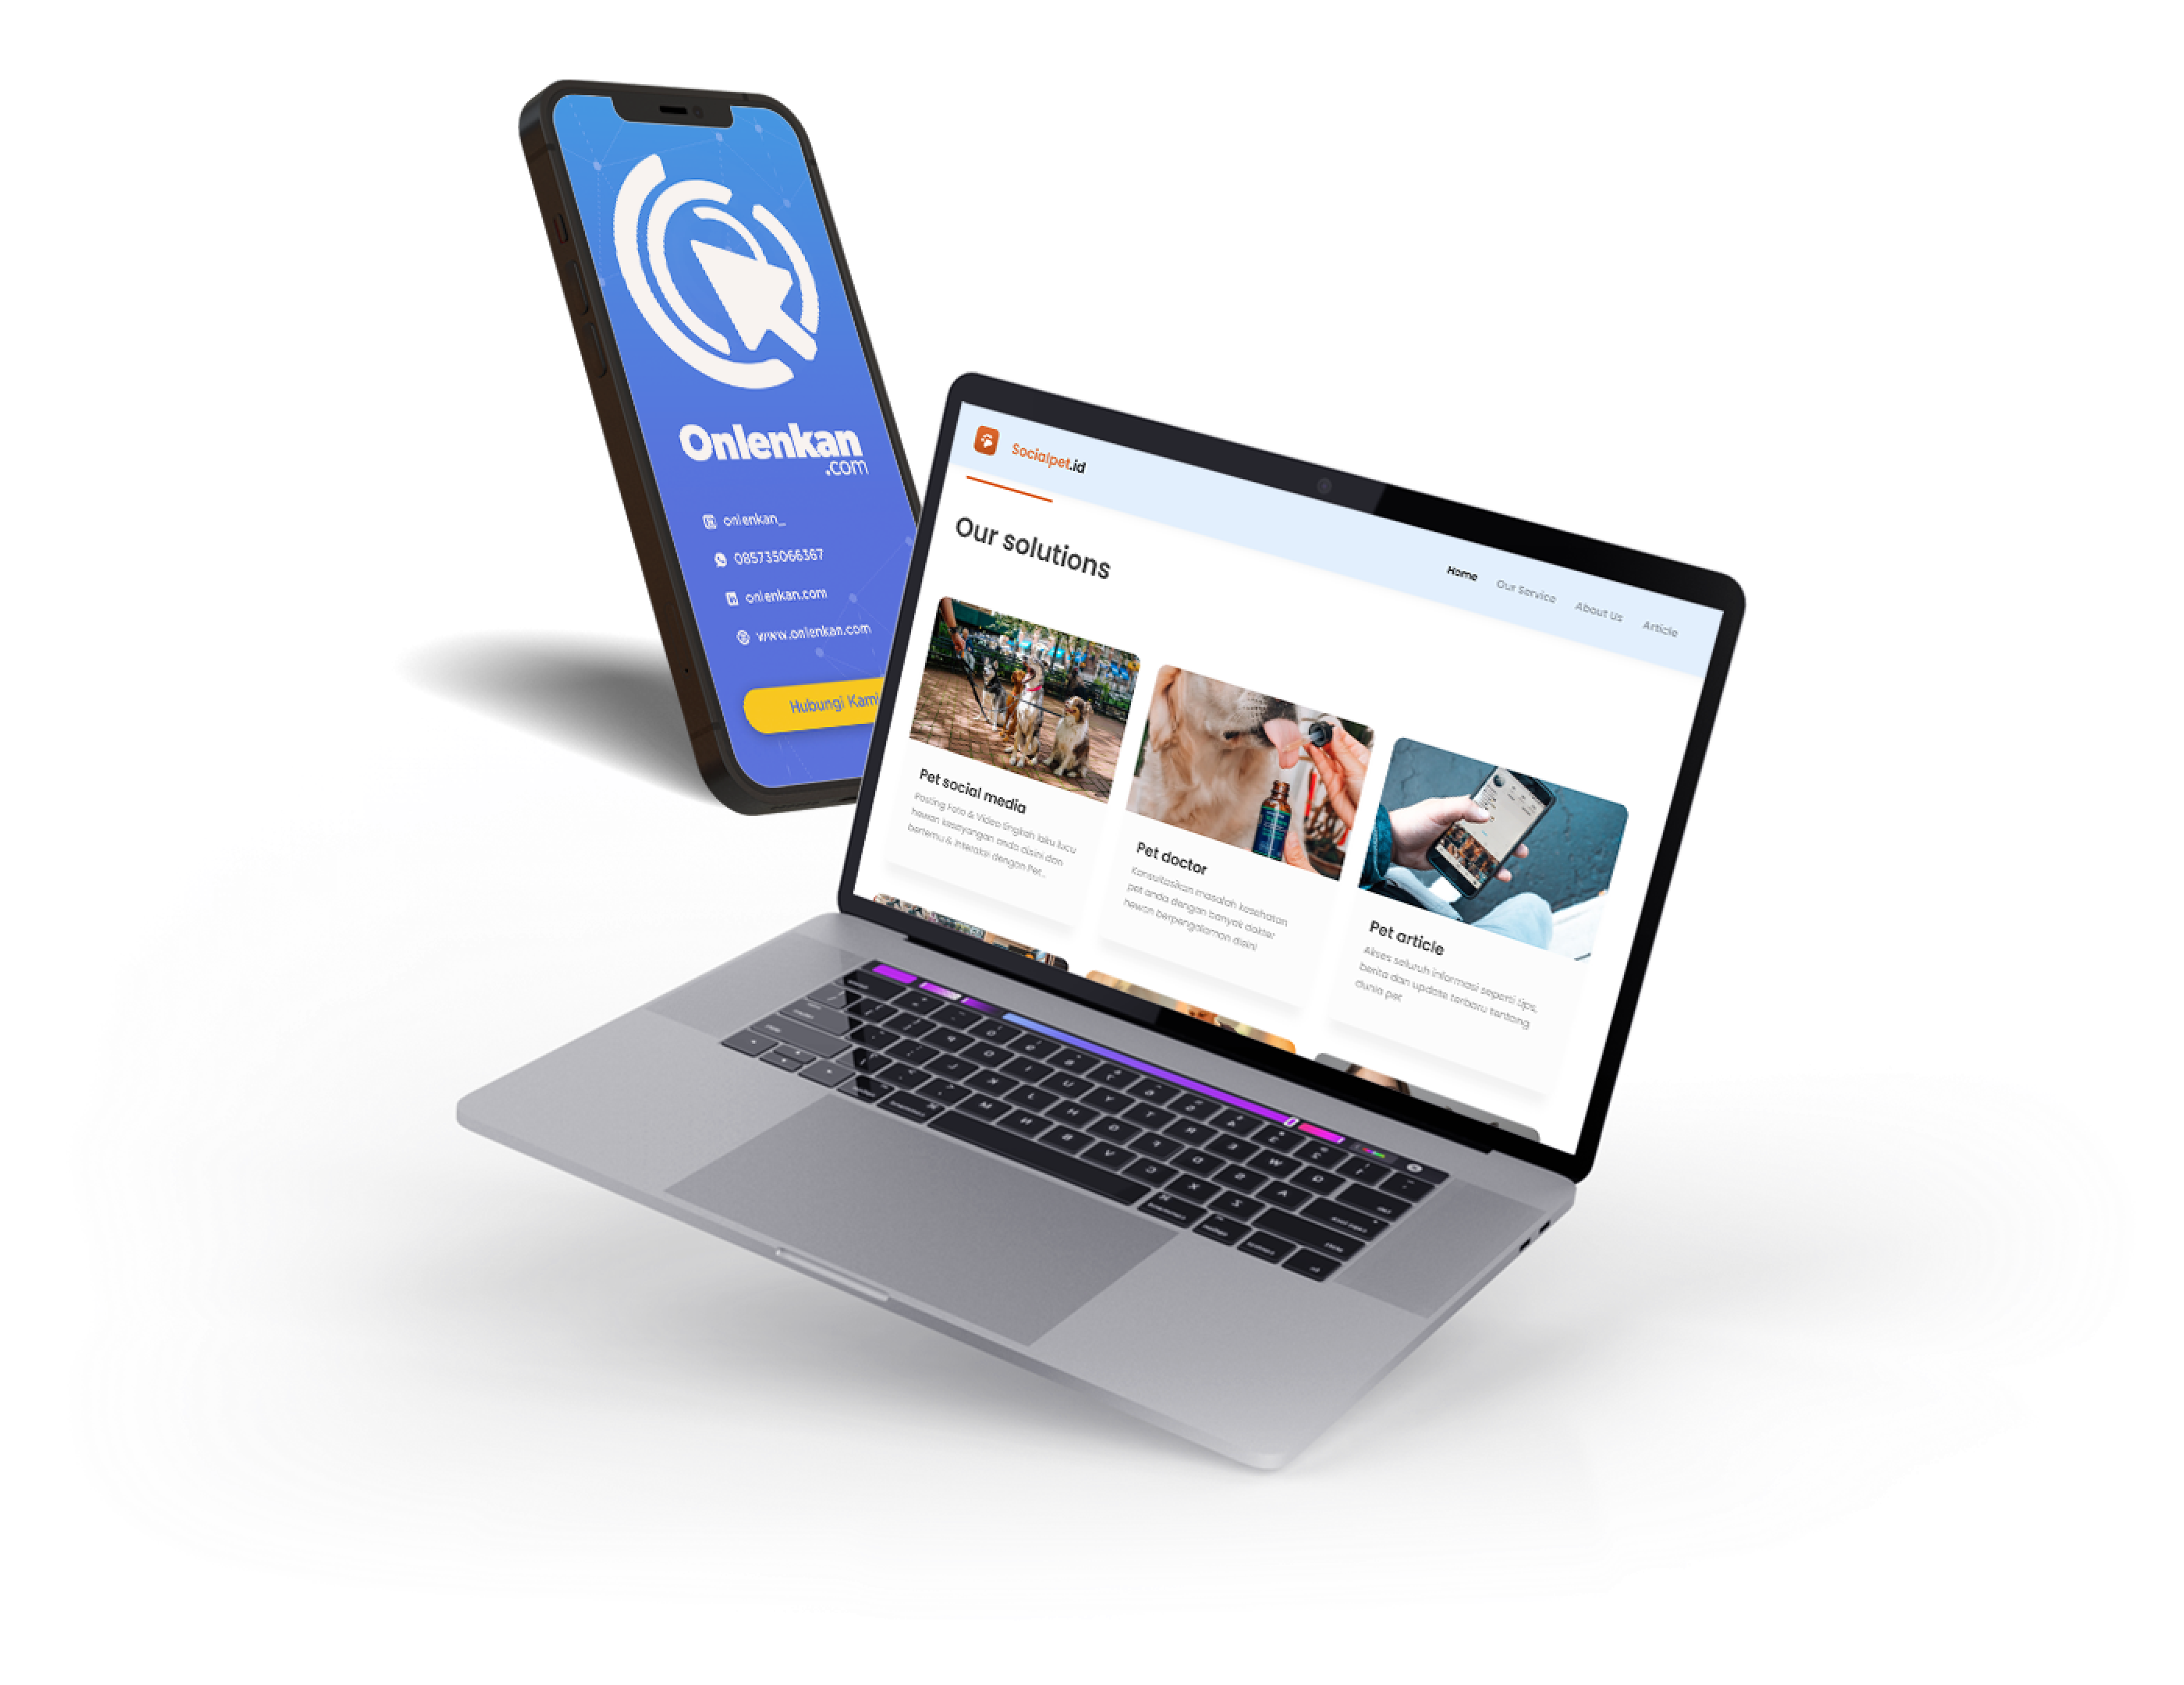 Onlenkan
.com
onlenkan_
085735066367
onlenkan.com
www.onlenkan.com
Hubungi Kami
Socialpet.id
Home
Our Service
About Us
Article
Our solutions
Pet social media
Posting Foto & Video tingkah laku lucu
hewan kesayangan anda disini dan
bertemu & interaksi dengan Pet...
Pet doctor
Konsultasikan masalah kesehatan
pet anda dengan banyak dokter
hewan berpengalaman disini
Pet article
Akses seluruh informasi seperti tips,
berita dan update terbaru tentang
dunia pet